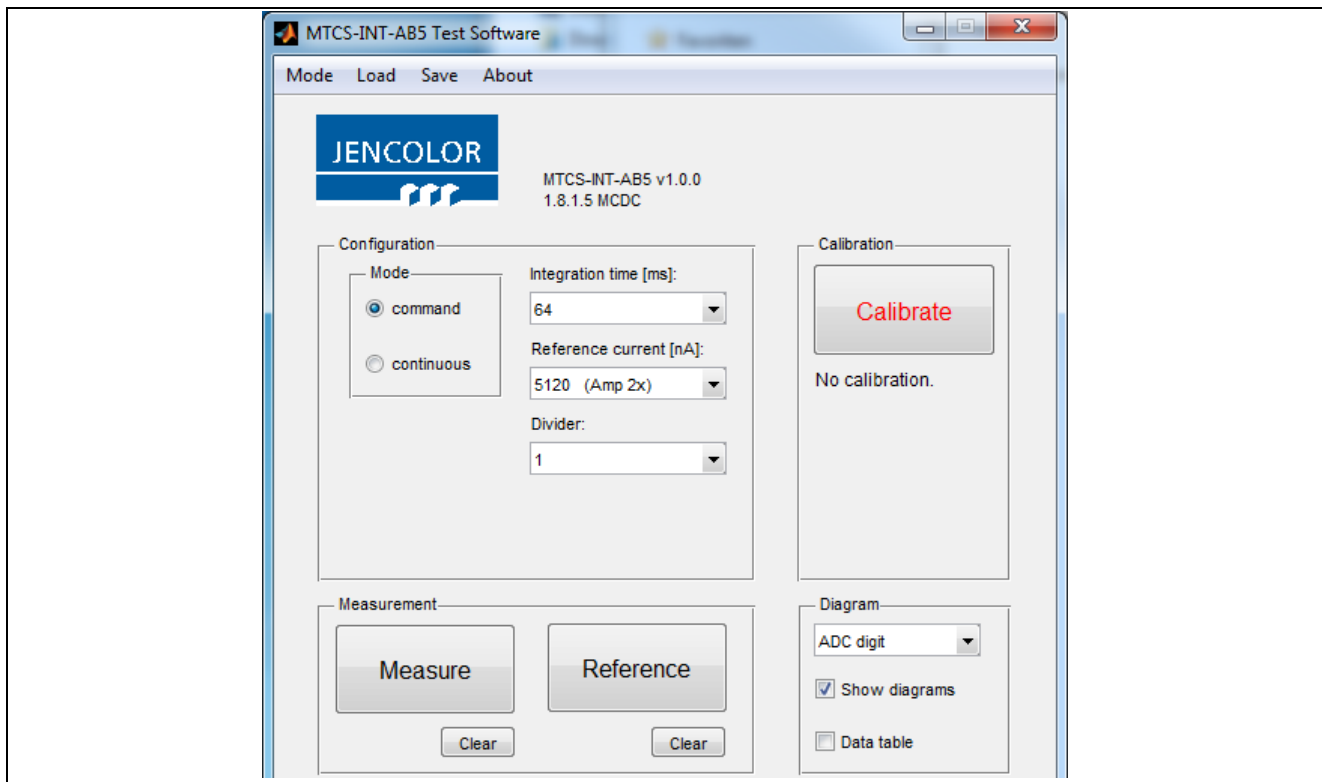 MTCS-INT-AB5 Test Software
Mode Load Save About
JENCOLOR
MTCS-INT-AB5 v1.0.0
1.8.1.5 MCDC
Configuration
Mode
command
continuous
Integration time [ms]:
64
Reference current [nA]:
5120 (Amp 2x)
Divider:
1
Calibration
Calibrate
No calibration.
Measurement
Measure
Reference
Clear
Clear
Diagram
ADC digit
Show diagrams
Data table